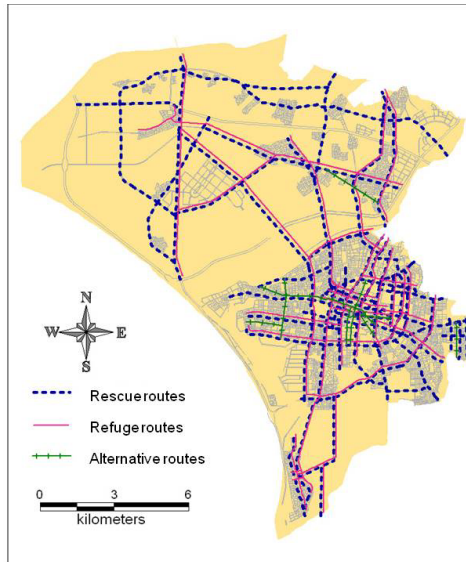 N
W E
S
Rescue routes
Refuge routes
Alternative routes
0 3 6
kilometers